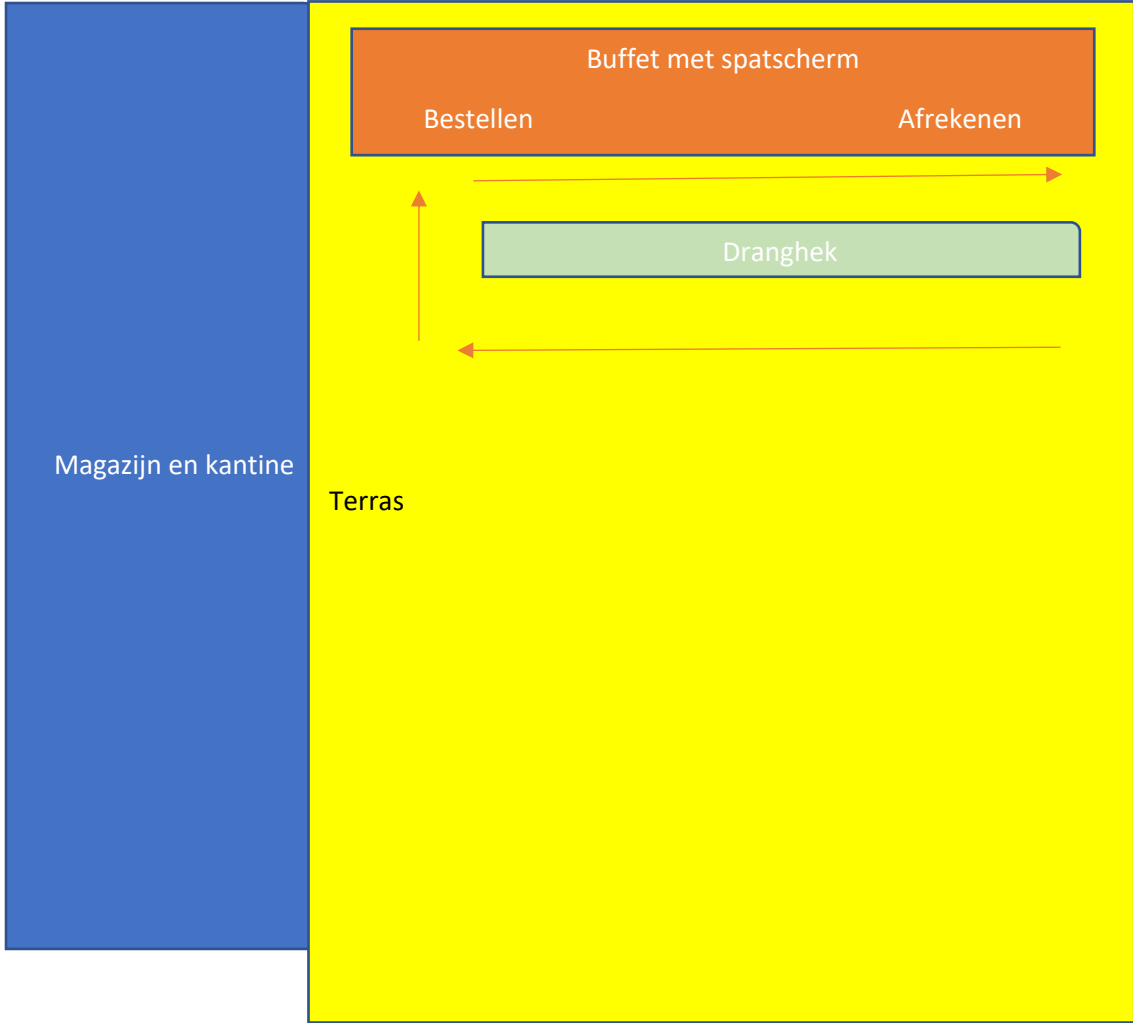 Buffet met spatscherm
Bestellen Afrekenen
Dranghek
Magazijn en kantine
Terras